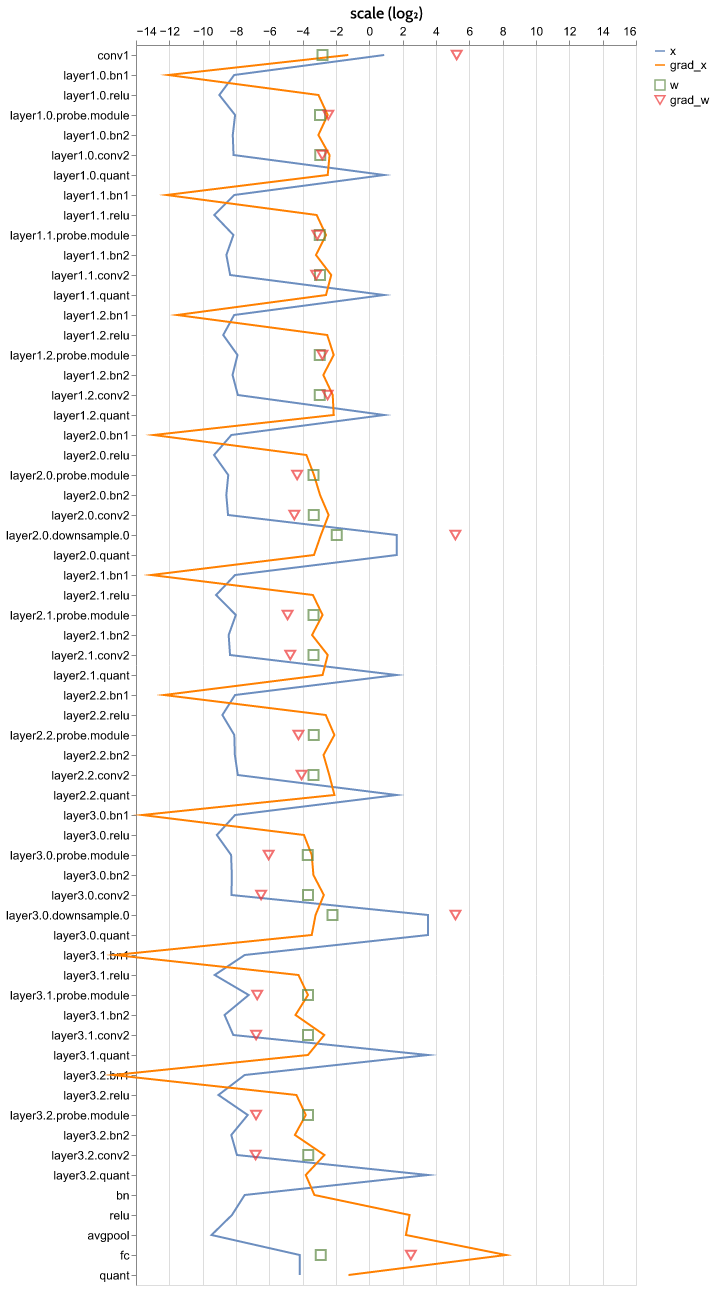 scale (log₂)
−14 −12 −10 −8 −6 −4 −2 0 2 4 6 8 10 12 14 16
x
grad_x
w
grad_w
conv1
layer1.0.bn1
layer1.0.relu
layer1.0.probe.module
layer1.0.bn2
layer1.0.conv2
layer1.0.quant
layer1.1.bn1
layer1.1.relu
layer1.1.probe.module
layer1.1.bn2
layer1.1.conv2
layer1.1.quant
layer1.2.bn1
layer1.2.relu
layer1.2.probe.module
layer1.2.bn2
layer1.2.conv2
layer1.2.quant
layer2.0.bn1
layer2.0.relu
layer2.0.probe.module
layer2.0.bn2
layer2.0.conv2
layer2.0.downsample.0
layer2.0.quant
layer2.1.bn1
layer2.1.relu
layer2.1.probe.module
layer2.1.bn2
layer2.1.conv2
layer2.1.quant
layer2.2.bn1
layer2.2.relu
layer2.2.probe.module
layer2.2.bn2
layer2.2.conv2
layer2.2.quant
layer3.0.bn1
layer3.0.relu
layer3.0.probe.module
layer3.0.bn2
layer3.0.conv2
layer3.0.downsample.0
layer3.0.quant
layer3.1.bn1
layer3.1.relu
layer3.1.probe.module
layer3.1.bn2
layer3.1.conv2
layer3.1.quant
layer3.2.bn1
layer3.2.relu
layer3.2.probe.module
layer3.2.bn2
layer3.2.conv2
layer3.2.quant
bn
relu
avgpool
fc
quant